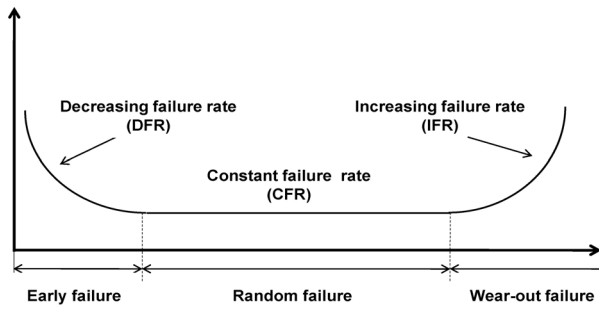 Decreasing failure rate
(DFR)
Increasing failure rate
(IFR)
Constant failure rate
(CFR)
Early failure
Random failure
Wear-out failure